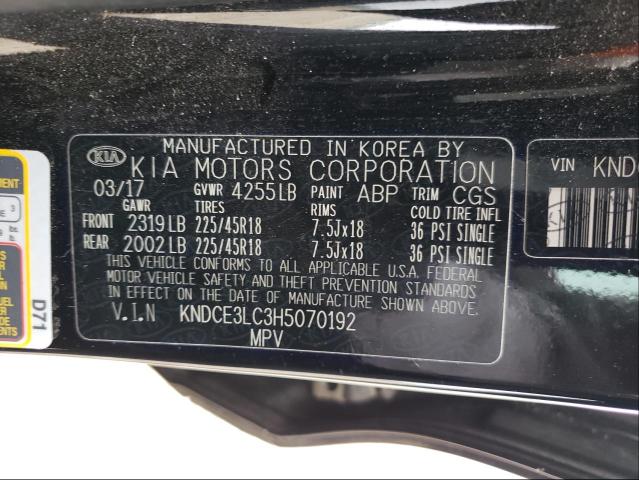 MANUFACTURED IN KOREA BY
KIA KIA MOTORS CORPORATION
03/17 GVWR 4255LB PAINT ABP TRIM CGS
GAWR TIRES RIMS COLD TIRE INFL
FRONT 2319LB 225/45R18 7.5Jx18 36 PSI SINGLE
REAR 2002LB 225/45R18 7.5Jx18 36 PSI SINGLE
THIS VEHICLE CONFORMS TO ALL APPLICABLE U.S.A. FEDERAL
MOTOR VEHICLE SAFETY AND THEFT PREVENTION STANDARDS
IN EFFECT ON THE DATE OF MANUFACTURE SHOWN ABOVE.
V.I.N KNDCE3LC3H5070192
MPV
VIN KND
D71